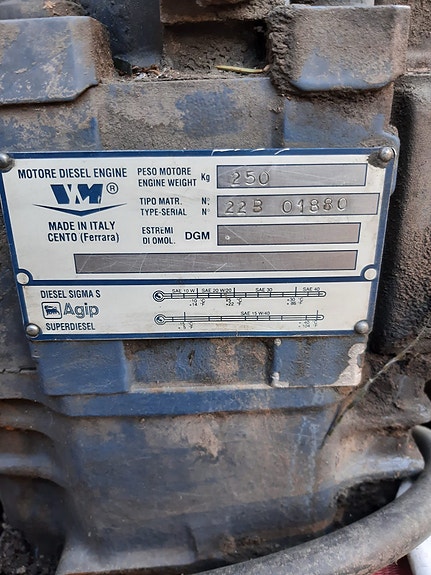 MOTORE DIESEL ENGINE
VM ®
MADE IN ITALY
CENTO (Ferrara)
PESO MOTORE
ENGINE WEIGHT Kg 250
TIPO MATR. N.
TYPE-SERIAL N. 22B 01880
ESTREMI
DI OMOL. DGM
DIESEL SIGMA S
Agip
SUPERDIESEL
SAE 10 W SAE 20 W/20 SAE 30 SAE 40
SAE 15 W/40